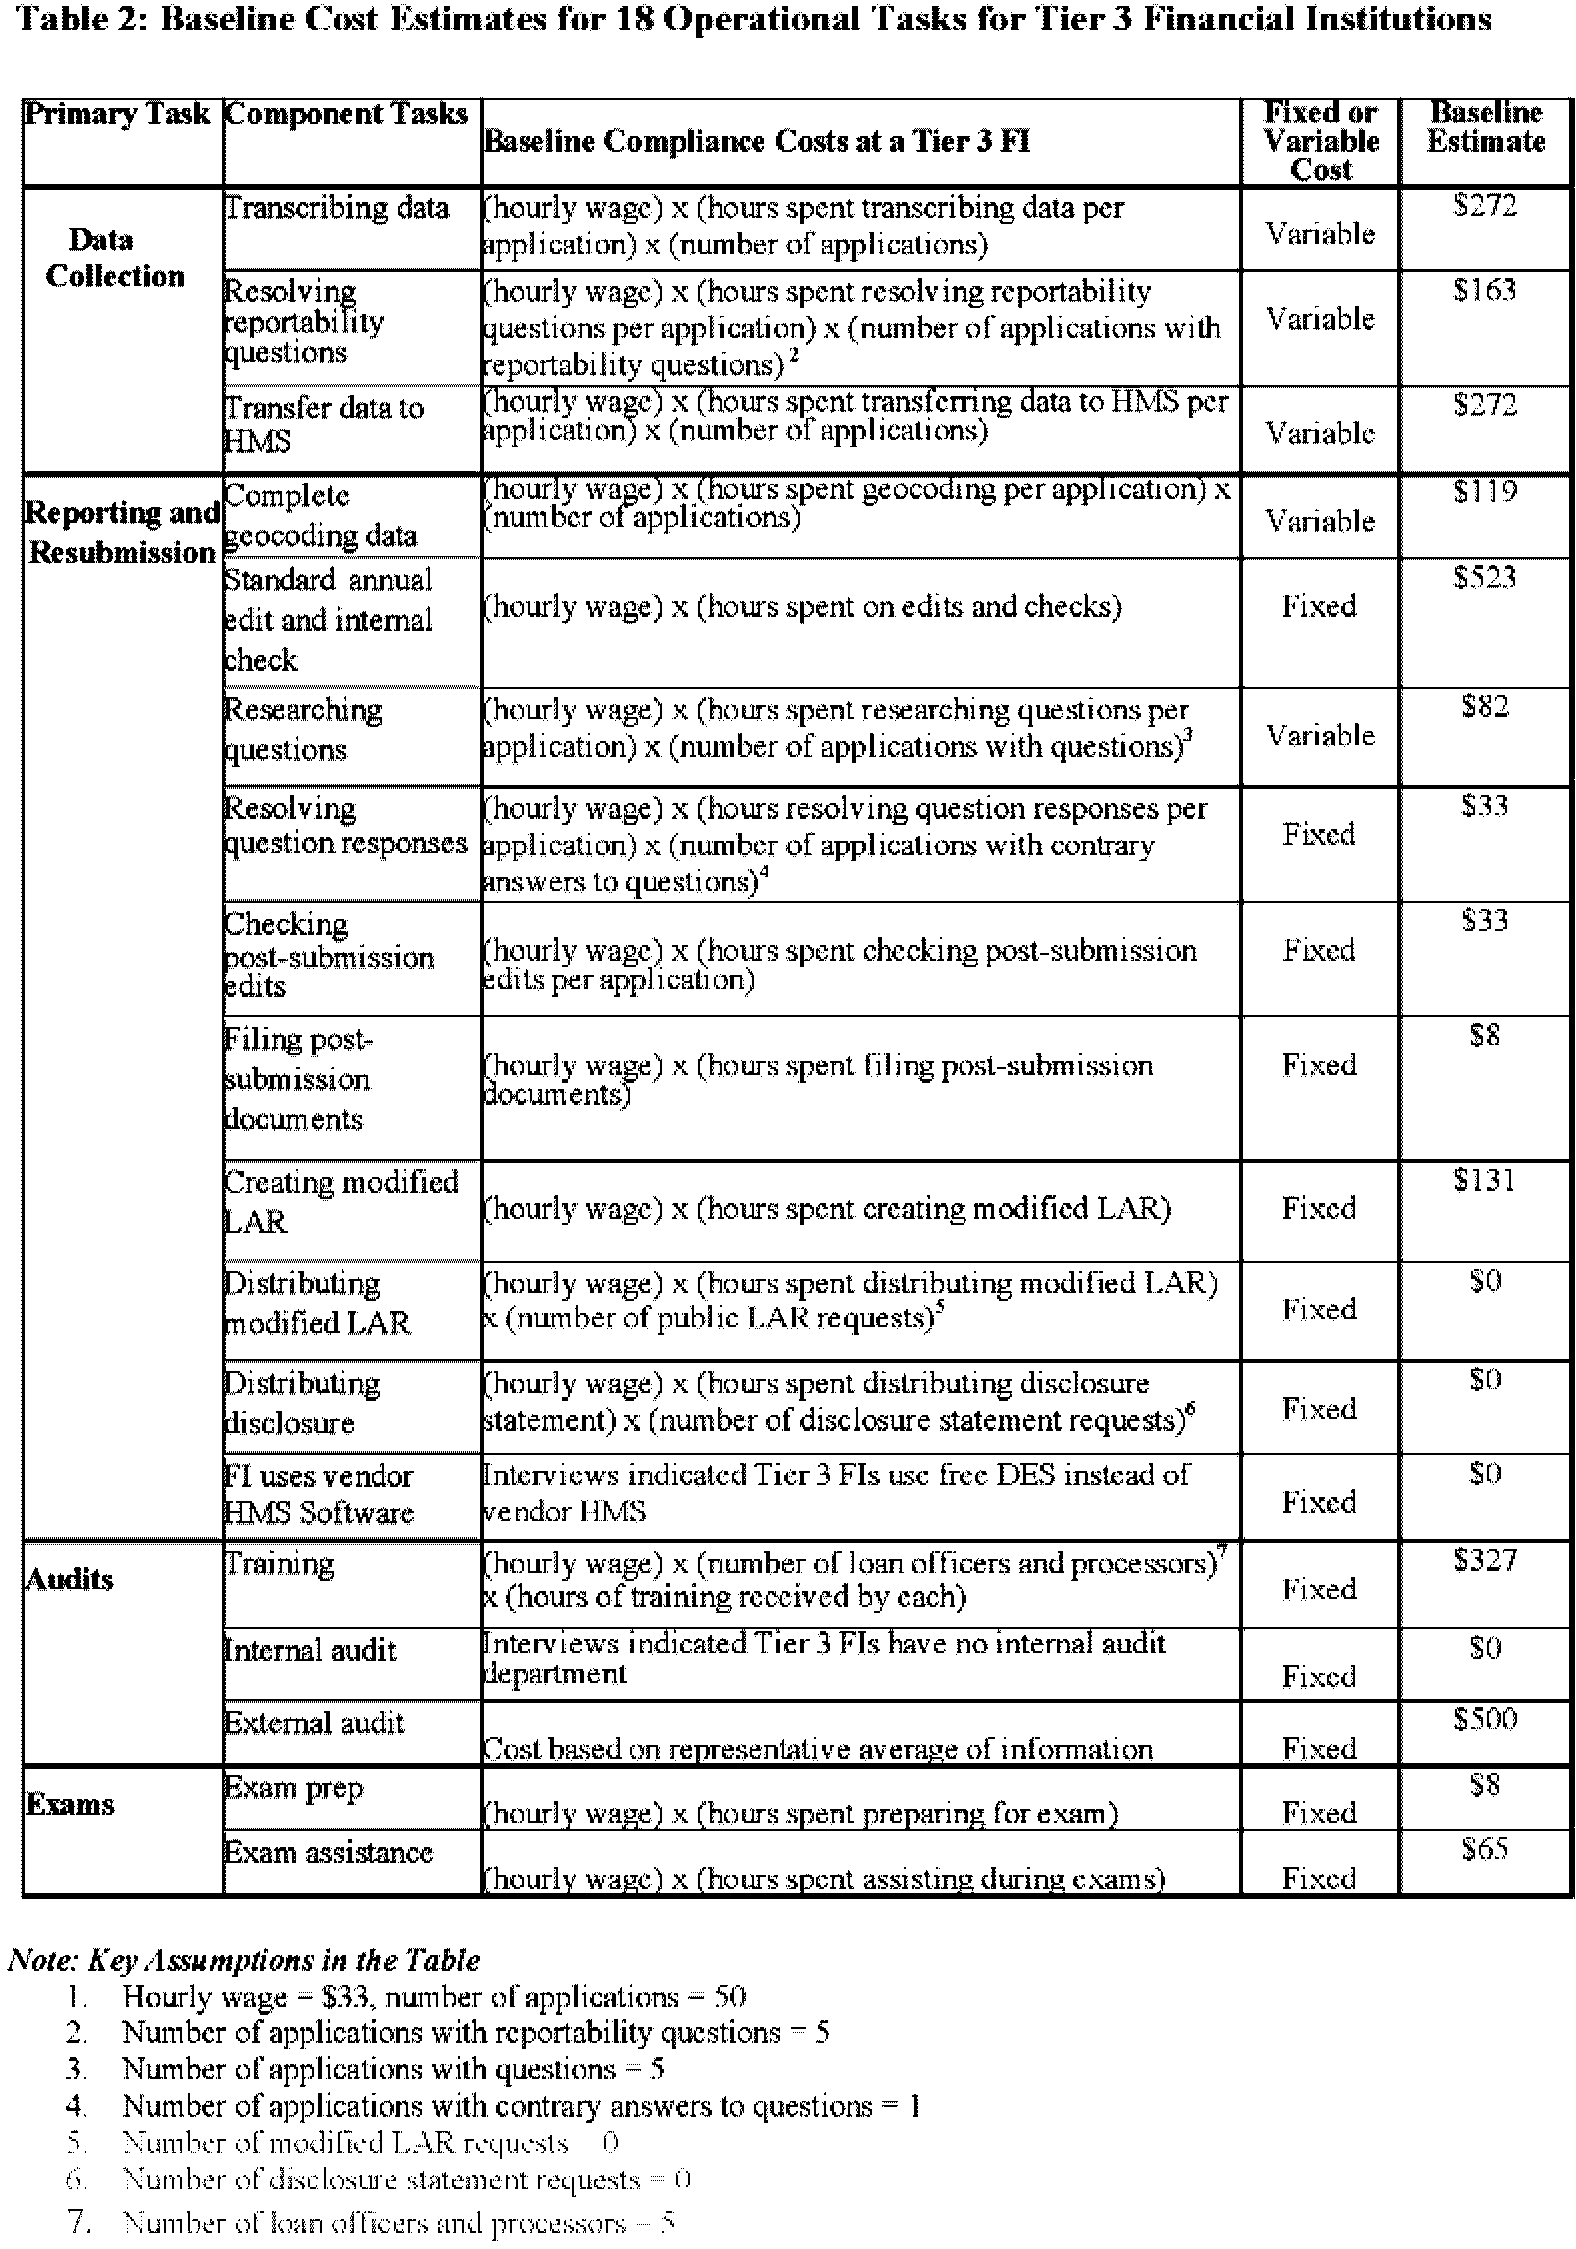 Table 2: Baseline Cost Estimates for 18 Operational Tasks for Tier 3 Financial Institutions
Primary Task
Component Tasks
Baseline Compliance Costs at a Tier 3 FI
Fixed or
Variable
Cost
Baseline
Estimate
Data
Collection
Transcribing data
(hourly wage) x (hours spent transcribing data per
application) x (number of applications)
Variable
$272
Resolving
reportability
questions
(hourly wage) x (hours spent resolving reportability
questions per application) x (number of applications with
reportability questions) 2
Variable
$163
Transfer data to
HMS
(hourly wage) x (hours spent transferring data to HMS per
application) x (number of applications)
Variable
$272
Reporting and
Resubmission
Complete
geocoding data
(hourly wage) x (hours spent geocoding per application) x
(number of applications)
Variable
$119
Standard annual
edit and internal
check
(hourly wage) x (hours spent on edits and checks)
Fixed
$523
Researching
questions
(hourly wage) x (hours spent researching questions per
application) x (number of applications with questions)3
Variable
$82
Resolving
question responses
(hourly wage) x (hours resolving question responses per
application) x (number of applications with contrary
answers to questions)4
Fixed
$33
Checking
post-submission
edits
(hourly wage) x (hours spent checking post-submission
edits per application)
Fixed
$33
Filing post-
submission
documents
(hourly wage) x (hours spent filing post-submission
documents)
Fixed
$8
Creating modified
LAR
(hourly wage) x (hours spent creating modified LAR)
Fixed
$131
Distributing
modified LAR
(hourly wage) x (hours spent distributing modified LAR)
x (number of public LAR requests)5
Fixed
$0
Distributing
disclosure
(hourly wage) x (hours spent distributing disclosure
statement) x (number of disclosure statement requests)6
Fixed
$0
FI uses vendor
HMS Software
Interviews indicated Tier 3 FIs use free DES instead of
vendor HMS
Fixed
$0
Audits
Training
(hourly wage) x (number of loan officers and processors)7
x (hours of training received by each)
Fixed
$327
Internal audit
Interviews indicated Tier 3 FIs have no internal audit
department
Fixed
$0
External audit
Cost based on representative average of information
Fixed
$500
Exams
Exam prep
(hourly wage) x (hours spent preparing for exam)
Fixed
$8
Exam assistance
(hourly wage) x (hours spent assisting during exams)
Fixed
$65
Note: Key Assumptions in the Table
1. Hourly wage = $33, number of applications = 50
2. Number of applications with reportability questions = 5
3. Number of applications with questions = 5
4. Number of applications with contrary answers to questions = 1
5. Number of modified LAR requests = 0
6. Number of disclosure statement requests = 0
7. Number of loan officers and processors = 5